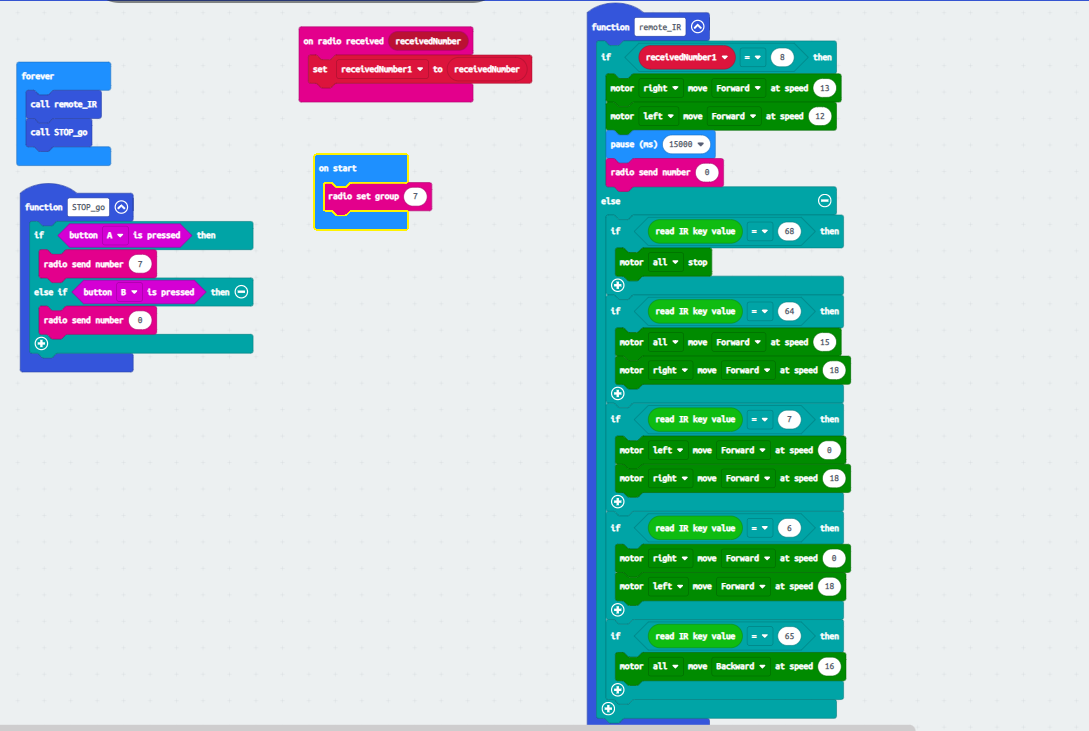 forever
call remote_IR
call STOP_go
function STOP_go
if button A is pressed then
radio send number 7
else if button B is pressed then
radio send number 0
on radio received receivedNumber
set receivedNumber1 to receivedNumber
on start
radio set group 7
function remote_IR
if receivedNumber1 = 8 then
motor right move Forward at speed 13
motor left move Forward at speed 12
pause (ms) 15000
radio send number 0
else
if read IR key value = 68 then
motor all stop
if read IR key value = 64 then
motor all move Forward at speed 15
motor right move Forward at speed 18
if read IR key value = 7 then
motor left move Forward at speed 0
motor right move Forward at speed 18
if read IR key value = 6 then
motor right move Forward at speed 0
motor left move Forward at speed 18
if read IR key value = 65 then
motor all move Backward at speed 16